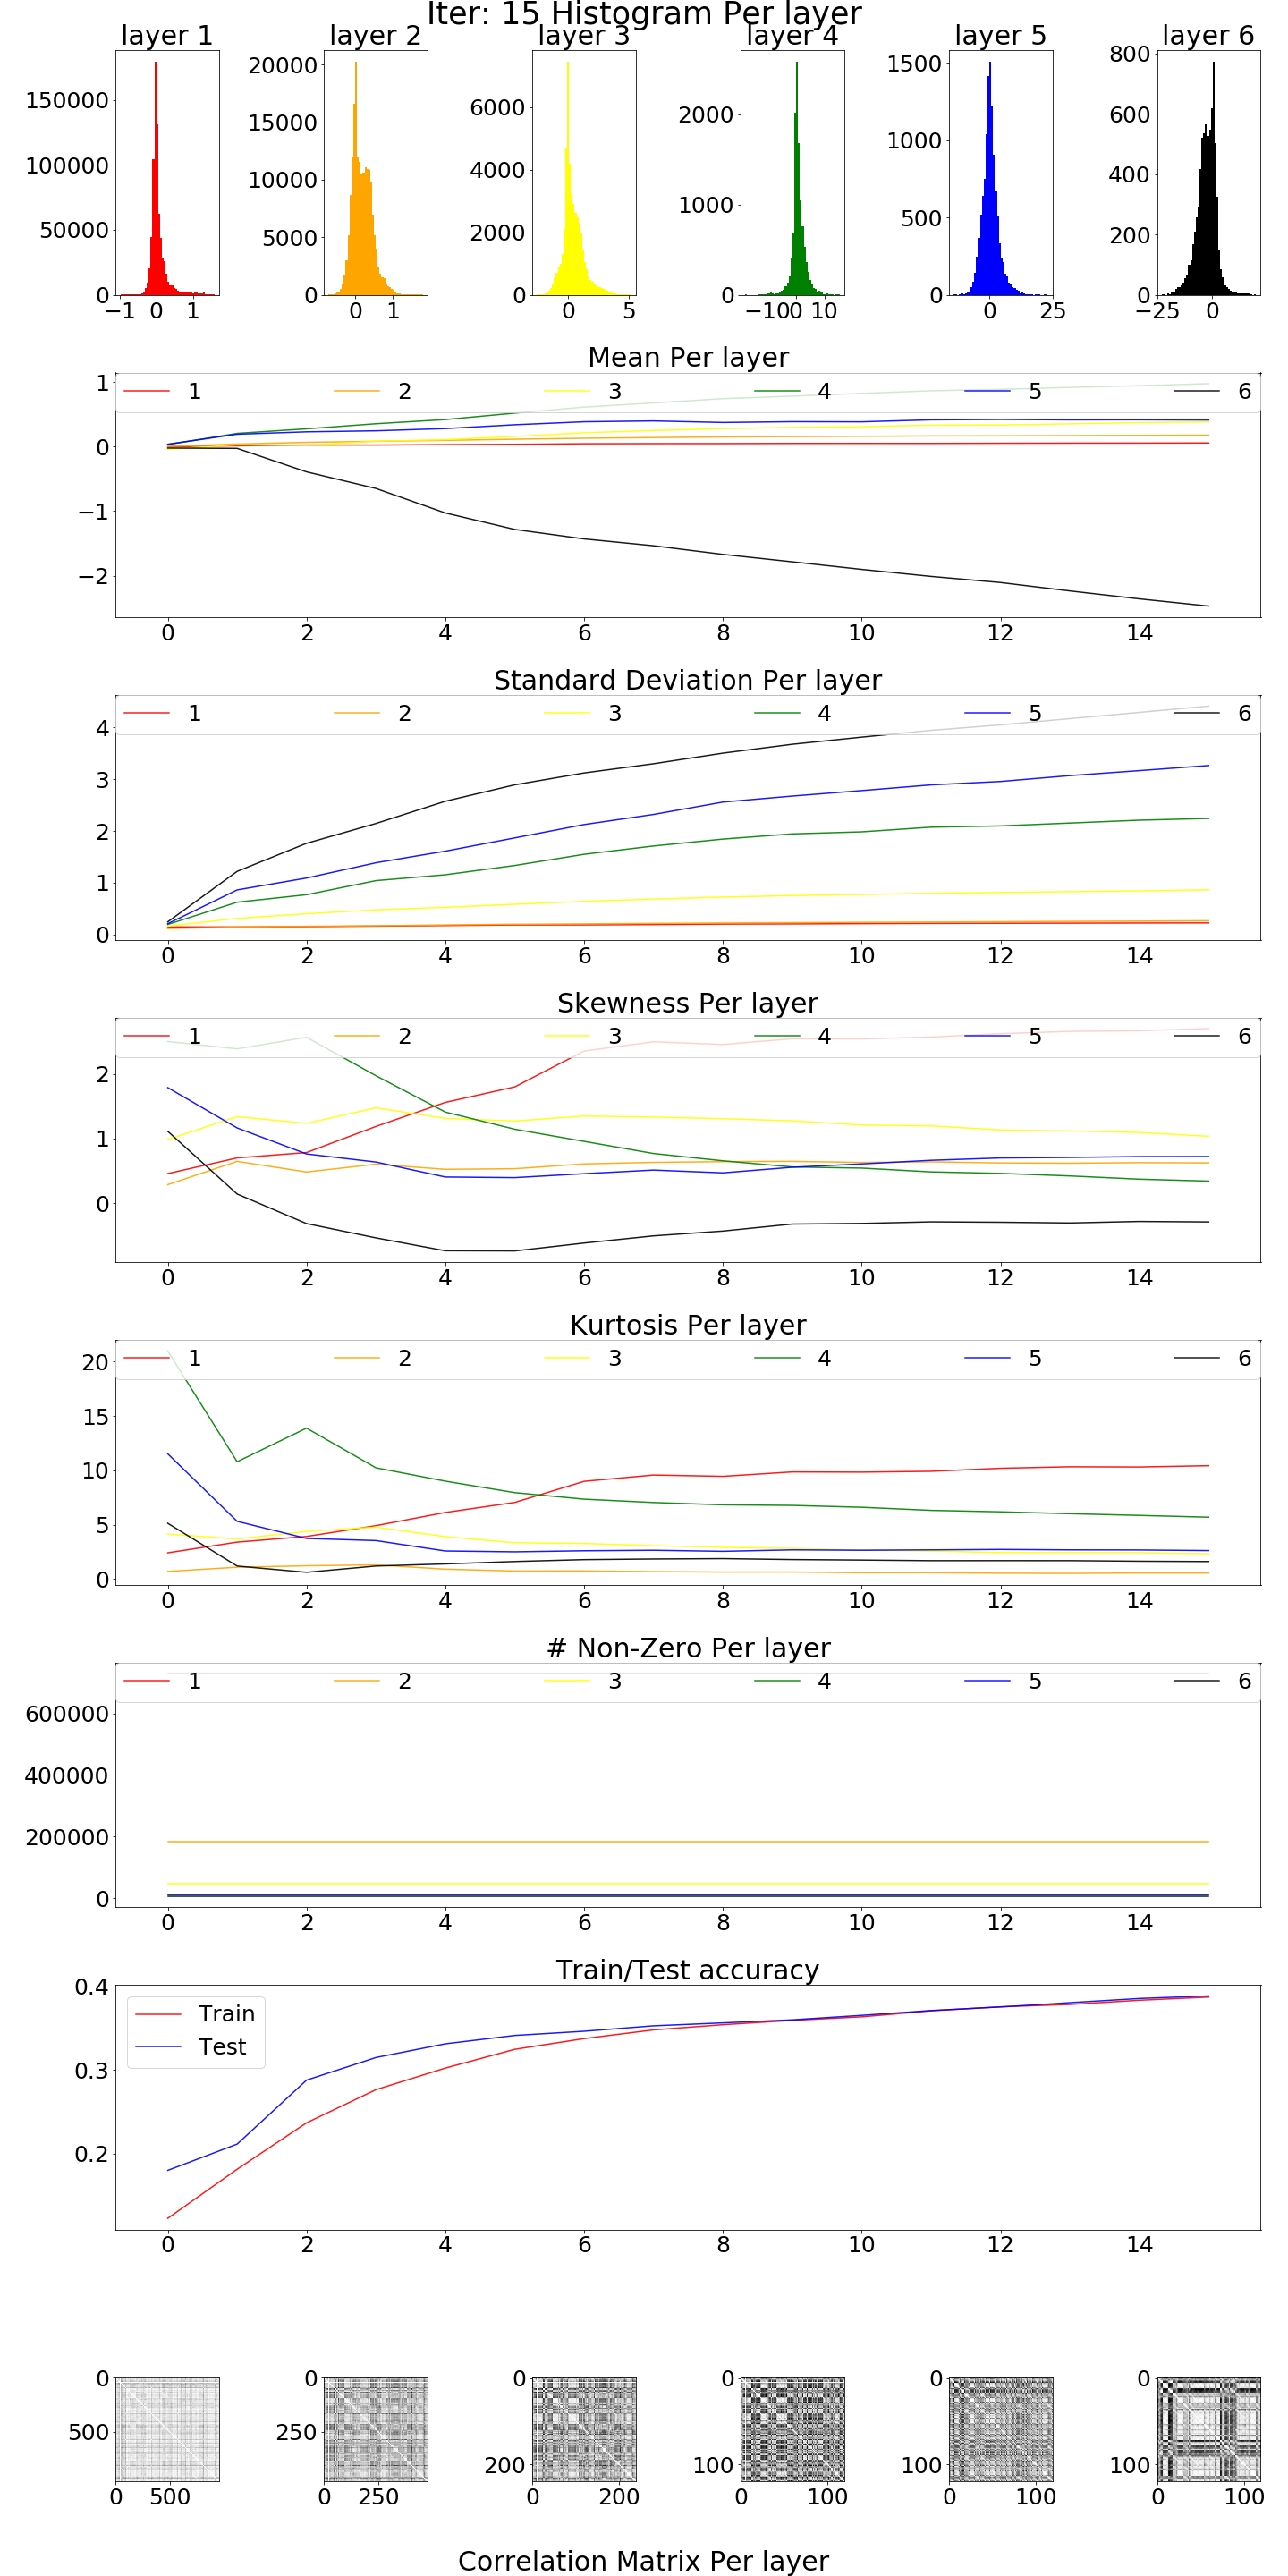 Iter: 15 Histogram Per layer
layer 1 layer 2 layer 3 layer 4 layer 5 layer 6
150000 100000 50000 0 −1 0 1
20000 15000 10000 5000 0 0 1
6000 4000 2000 0 0 5
2000 1000 0 −10 0 10
1500 1000 500 0 0 25
800 600 400 200 0 −25 0
Mean Per layer
1 2 3 4 5 6
1
0
−1
−2
0 2 4 6 8 10 12 14
Standard Deviation Per layer
1 2 3 4 5 6
4
3
2
1
0
0 2 4 6 8 10 12 14
Skewness Per layer
1 2 3 4 5 6
2
1
0
0 2 4 6 8 10 12 14
Kurtosis Per layer
1 2 3 4 5 6
20
15
10
5
0
0 2 4 6 8 10 12 14
# Non-Zero Per layer
1 2 3 4 5 6
600000
400000
200000
0
0 2 4 6 8 10 12 14
Train/Test accuracy
Train
Test
0.4
0.3
0.2
0 2 4 6 8 10 12 14
0 0 0 0 0 0
500 250 200 100 100 100
0 500 0 250 0 200 0 100 0 100 0 100
Correlation Matrix Per layer